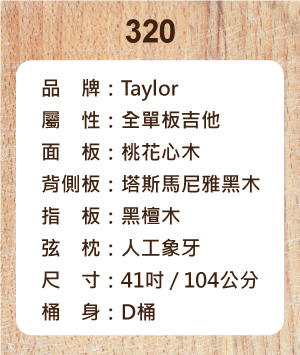 320
品　牌：Taylor
屬　性：全單板吉他
面　板：桃花心木
背側板：塔斯馬尼雅黑木
指　板：黑檀木
弦　枕：人工象牙
尺　寸：41吋 / 104公分
桶　身：D桶